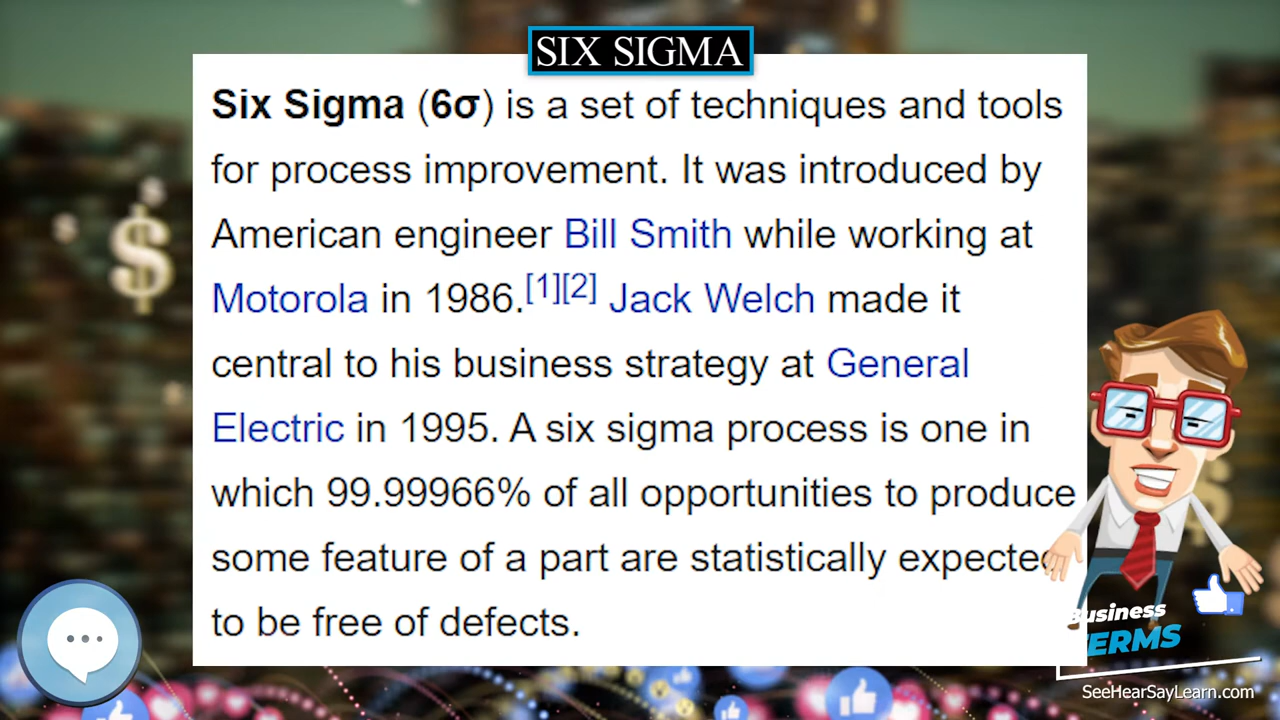 SIX SIGMA
Six Sigma (6σ) is a set of techniques and tools
for process improvement. It was introduced by
American engineer Bill Smith while working at
Motorola in 1986.[1][2] Jack Welch made it
central to his business strategy at General
Electric in 1995. A six sigma process is one in
which 99.99966% of all opportunities to produce
some feature of a part are statistically expected
to be free of defects.
Business
TERMS
SeeHearSayLearn.com